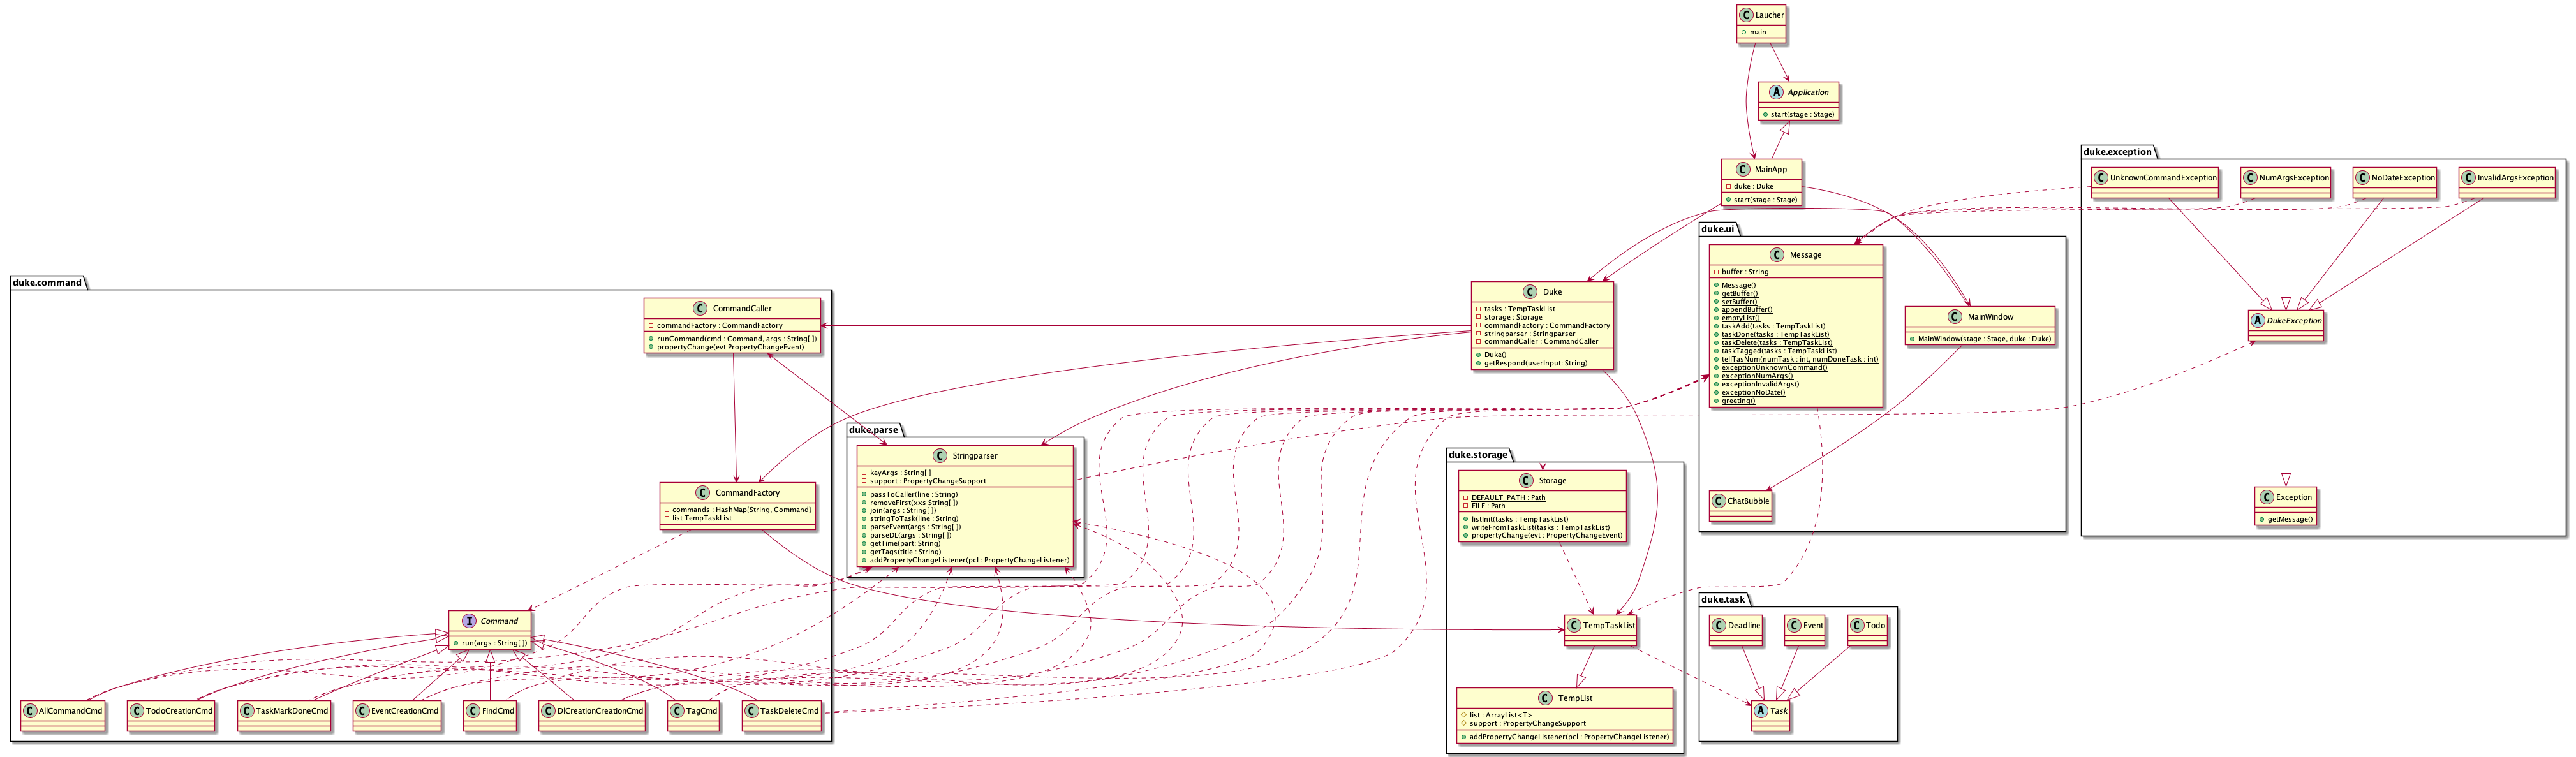 C Laucher
main
A Application
start(stage : Stage)
C MainApp
duke : Duke
start(stage : Stage)
duke.exception
C UnknownCommandException
C NumArgsException
C NoDateException
C InvalidArgsException
A DukeException
C Exception
getMessage()
duke.ui
C Message
buffer : String
Message()
getBuffer()
setBuffer()
appendBuffer()
emptyList()
taskAdd(tasks : TempTaskList)
taskDone(tasks : TempTaskList)
taskDelete(tasks : TempTaskList)
taskTagged(tasks : TempTaskList)
tellTasNum(numTask : int, numDoneTask : int)
exceptionUnknownCommand()
exceptionNumArgs()
exceptionInvalidArgs()
exceptionNoDate()
greeting()
C MainWindow
MainWindow(stage : Stage, duke : Duke)
C ChatBubble
C Duke
tasks : TempTaskList
storage : Storage
commandFactory : CommandFactory
stringparser : Stringparser
commandCaller : CommandCaller
Duke()
getRespond(userInput: String)
duke.command
C CommandCaller
commandFactory : CommandFactory
runCommand(cmd : Command, args : String[ ])
propertyChange(evt PropertyChangeEvent)
C CommandFactory
commands : HashMap(String, Command)
list TempTaskList
I Command
run(args : String[ ])
C AllCommandCmd
C TodoCreationCmd
C TaskMarkDoneCmd
C EventCreationCmd
C FindCmd
C DlCreationCreationCmd
C TagCmd
C TaskDeleteCmd
duke.parse
C Stringparser
keyArgs : String[ ]
support : PropertyChangeSupport
passToCaller(line : String)
removeFirst(xxs String[ ])
join(args : String[ ])
stringToTask(line : String)
parseEvent(args : String[ ])
parseDL(args : String[ ])
getTime(part: String)
getTags(title : String)
addPropertyChangeListener(pcl : PropertyChangeListener)
duke.storage
C Storage
DEFAULT_PATH : Path
FILE : Path
listInit(tasks : TempTaskList)
writeFromTaskList(tasks : TempTaskList)
propertyChange(evt : PropertyChangeEvent)
C TempTaskList
C TempList
list : ArrayList<T>
support : PropertyChangeSupport
addPropertyChangeListener(pcl : PropertyChangeListener)
duke.task
C Deadline
C Event
C Todo
A Task